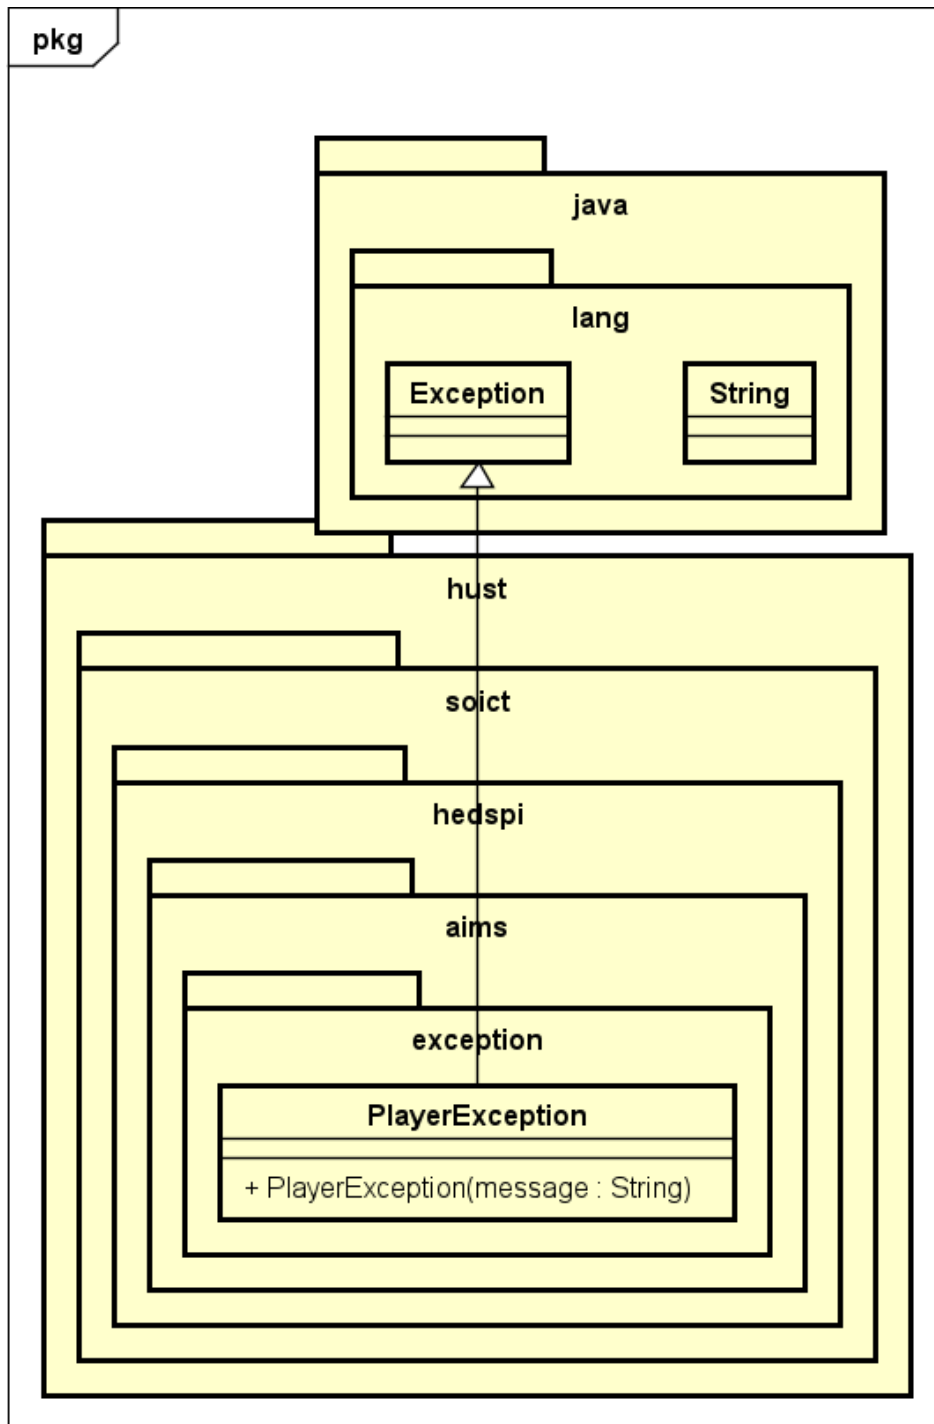 pkg
java
lang
Exception
String
hust
soict
hedspi
aims
exception
PlayerException
+ PlayerException(message : String)